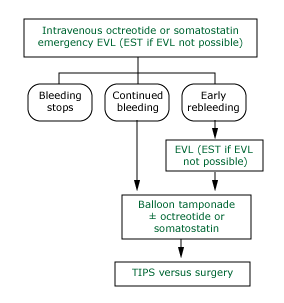 Intravenous octreotide or somatostatin
emergency EVL (EST if EVL not possible)
Bleeding
stops
Continued
bleeding
Early
rebleeding
EVL (EST if EVL
not possible)
Balloon tamponade
± octreotide or
somatostatin
TIPS versus surgery